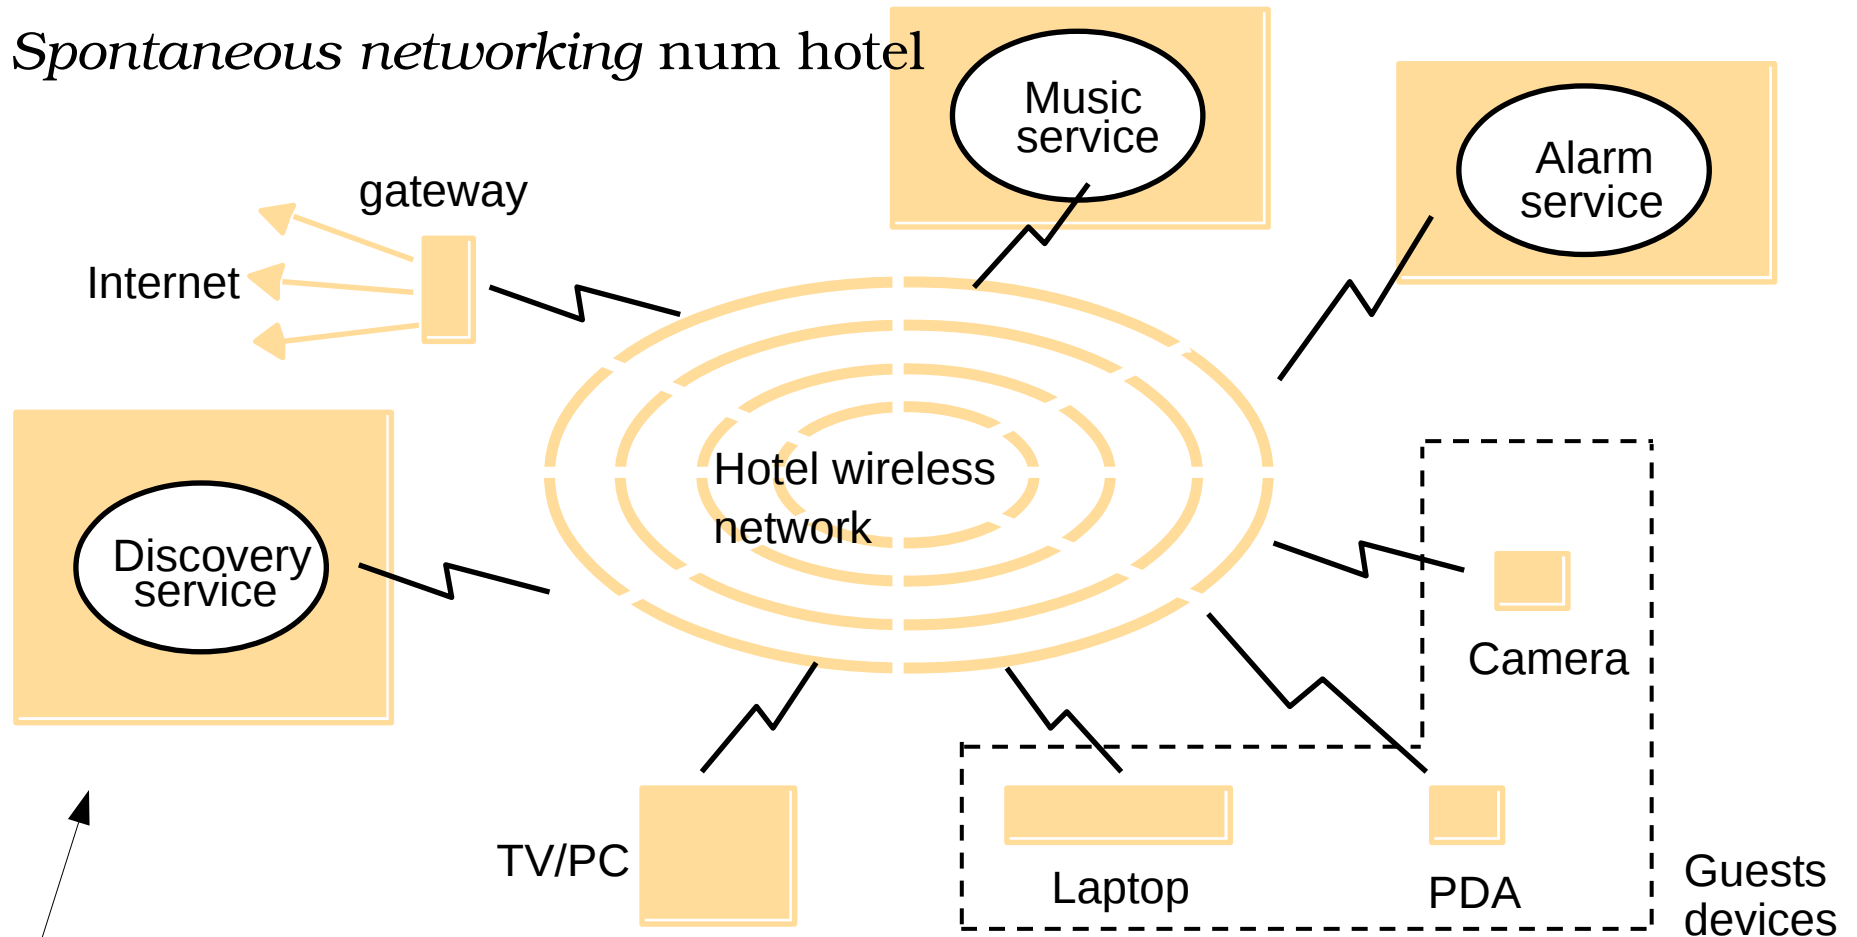 Spontaneous networking num hotel
Music
service
Alarm
service
gateway
Internet
Hotel wireless
network
Discovery
service
Camera
TV/PC
Laptop
PDA
Guests
devices